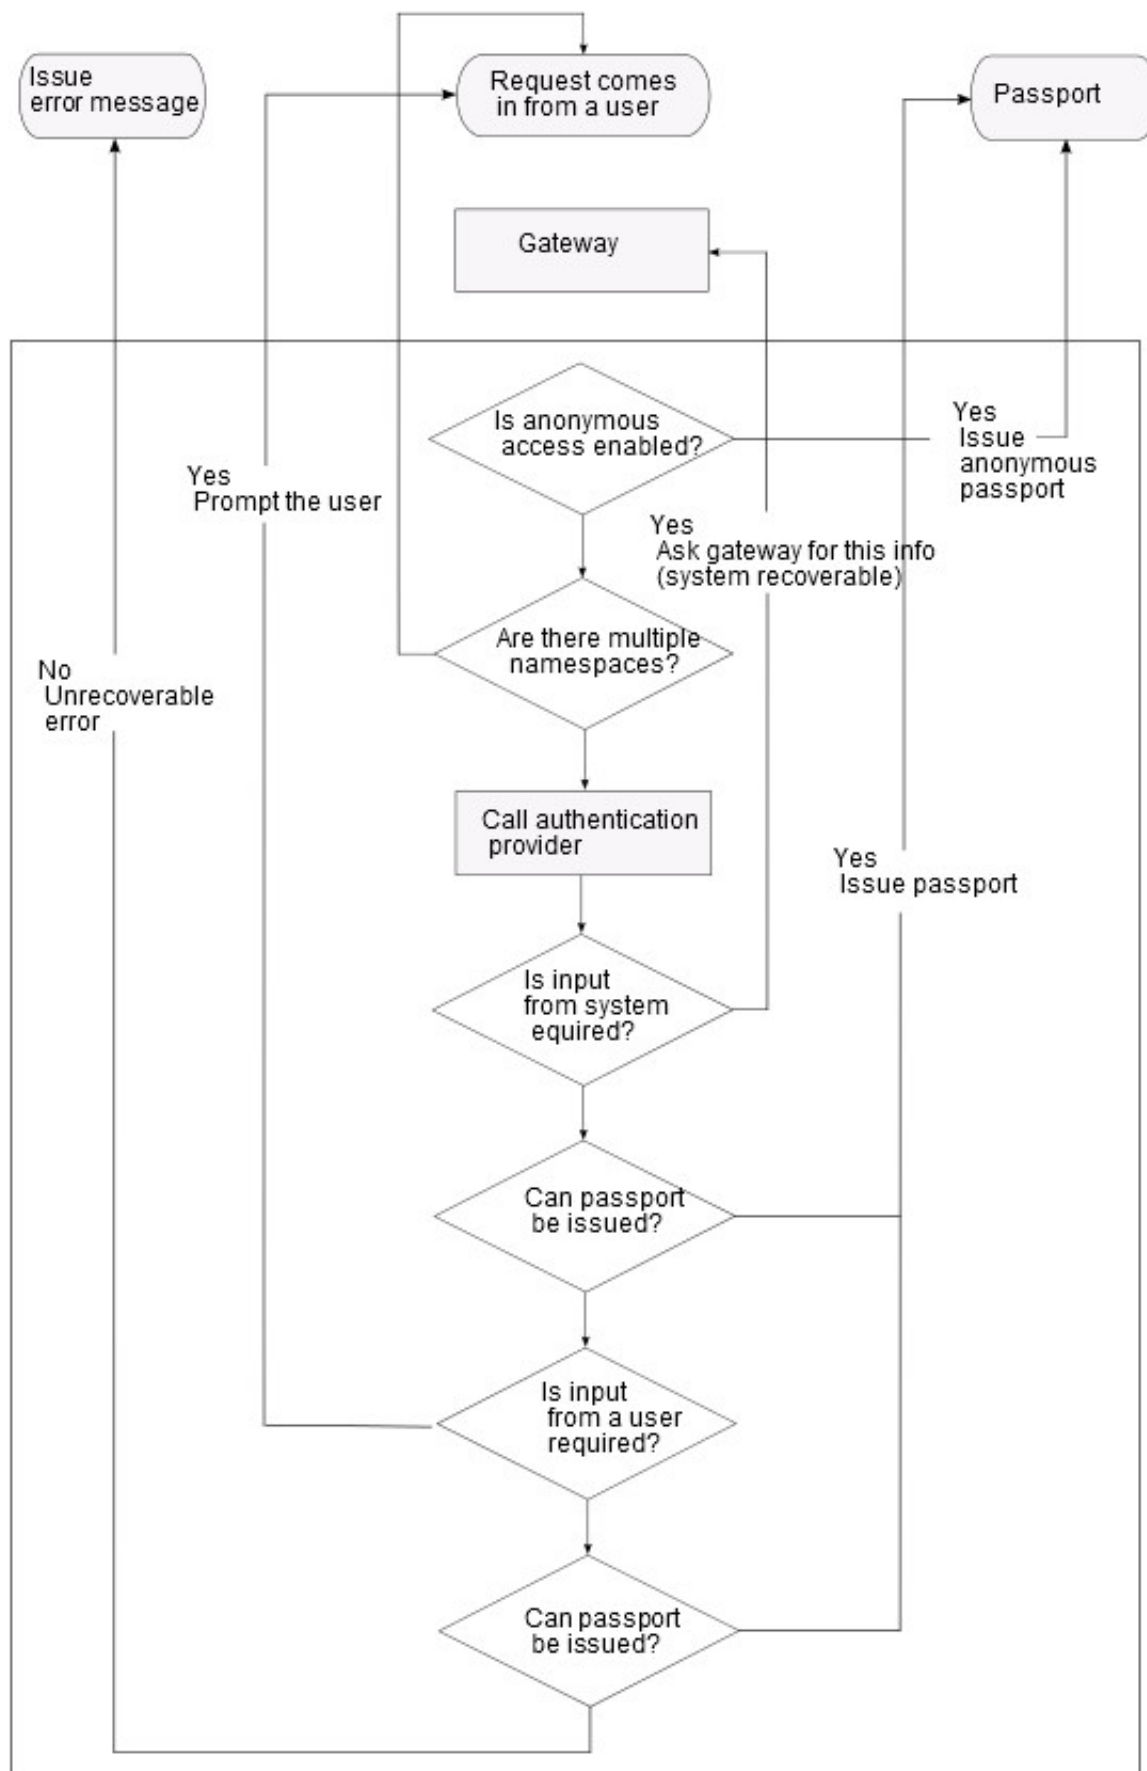 Issue
error message
Request comes
in from a user
Passport
Gateway
Is anonymous
access enabled?
Yes
Issue
anonymous
passport
Yes
Prompt the user
Yes
Ask gateway for this info
(system recoverable)
Are there multiple
namespaces?
No
Unrecoverable
error
Call authentication
provider
Yes
Issue passport
Is input
from system
equired?
Can passport
be issued?
Is input
from a user
required?
Can passport
be issued?